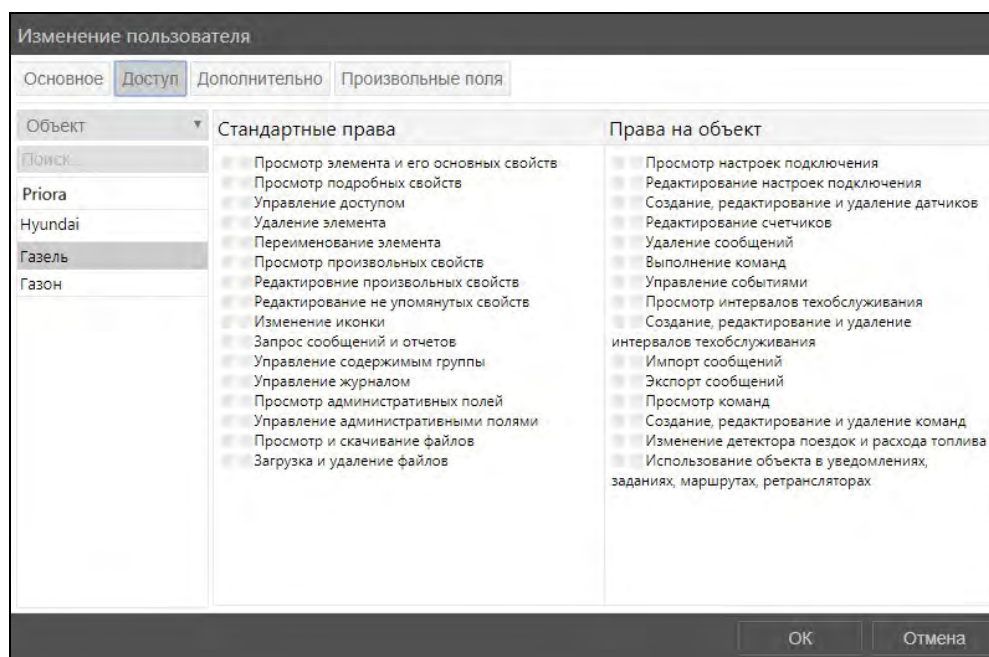 Изменение пользователя
Основное Доступ Дополнительно Произвольные поля
Объект
Поиск...
Priora
Hyundai
Газель
Газон
Стандартные права
Просмотр элемента и его основных свойств
Просмотр подробных свойств
Управление доступом
Удаление элемента
Переименование элемента
Просмотр произвольных свойств
Редактировние произвольных свойств
Редактирование не упомянутых свойств
Изменение иконки
Запрос сообщений и отчетов
Управление содержимым группы
Управление журналом
Просмотр административных полей
Управление административными полями
Просмотр и скачивание файлов
Загрузка и удаление файлов
Права на объект
Просмотр настроек подключения
Редактирование настроек подключения
Создание, редактирование и удаление датчиков
Редактирование счетчиков
Удаление сообщений
Выполнение команд
Управление событиями
Просмотр интервалов техобслуживания
Создание, редактирование и удаление
интервалов техобслуживания
Импорт сообщений
Экспорт сообщений
Просмотр команд
Создание, редактирование и удаление команд
Изменение детектора поездок и расхода топлива
Использование объекта в уведомлениях,
заданиях, маршрутах, ретрансляторах
OK Отмена